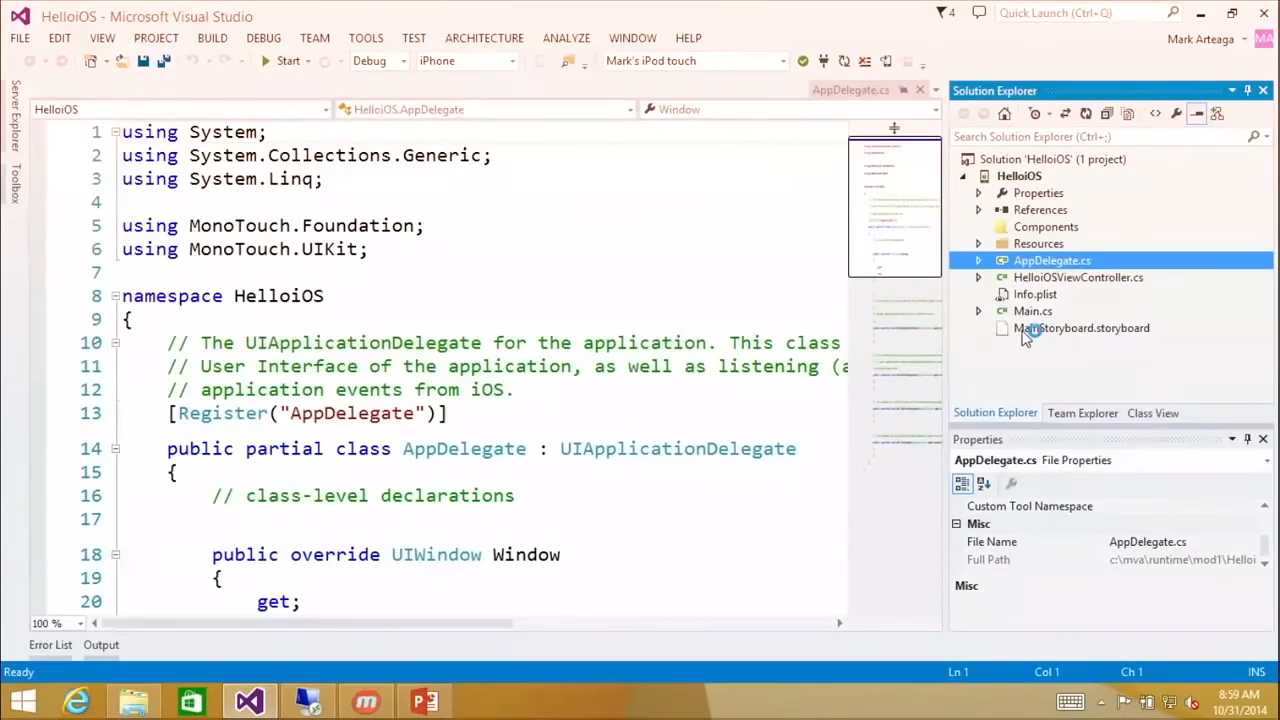 HelloiOS - Microsoft Visual Studio
4
Quick Launch (Ctrl+Q)
FILE EDIT VIEW PROJECT BUILD DEBUG TEAM TOOLS TEST ARCHITECTURE ANALYZE WINDOW HELP
Mark Arteaga
MA
Start
Debug
iPhone
Mark's iPod touch
Server Explorer
Toolbox
AppDelegate.cs
HelloiOS
HelloiOS.AppDelegate
Window
1 using System;
2 using System.Collections.Generic;
3 using System.Linq;
4
5 using MonoTouch.Foundation;
6 using MonoTouch.UIKit;
7
8 namespace HelloiOS
9 {
10 // The UIApplicationDelegate for the application. This class
11 // User Interface of the application, as well as listening (a
12 // application events from iOS.
13 [Register("AppDelegate")]
14 public partial class AppDelegate : UIApplicationDelegate
15 {
16 // class-level declarations
17
18 public override UIWindow Window
19 {
20 get;
100 %
Error List Output
Solution Explorer
Search Solution Explorer (Ctrl+;)
Solution 'HelloiOS' (1 project)
HelloiOS
Properties
References
Components
Resources
AppDelegate.cs
HelloiOSViewController.cs
Info.plist
Main.cs
MainStoryboard.storyboard
Solution Explorer Team Explorer Class View
Properties
AppDelegate.cs File Properties
Custom Tool Namespace
Misc
File Name AppDelegate.cs
Full Path c:\mva\runtime\mod1\Helloi
Misc
Ready
Ln 1 Col 1 Ch 1 INS
8:59 AM
10/31/2014